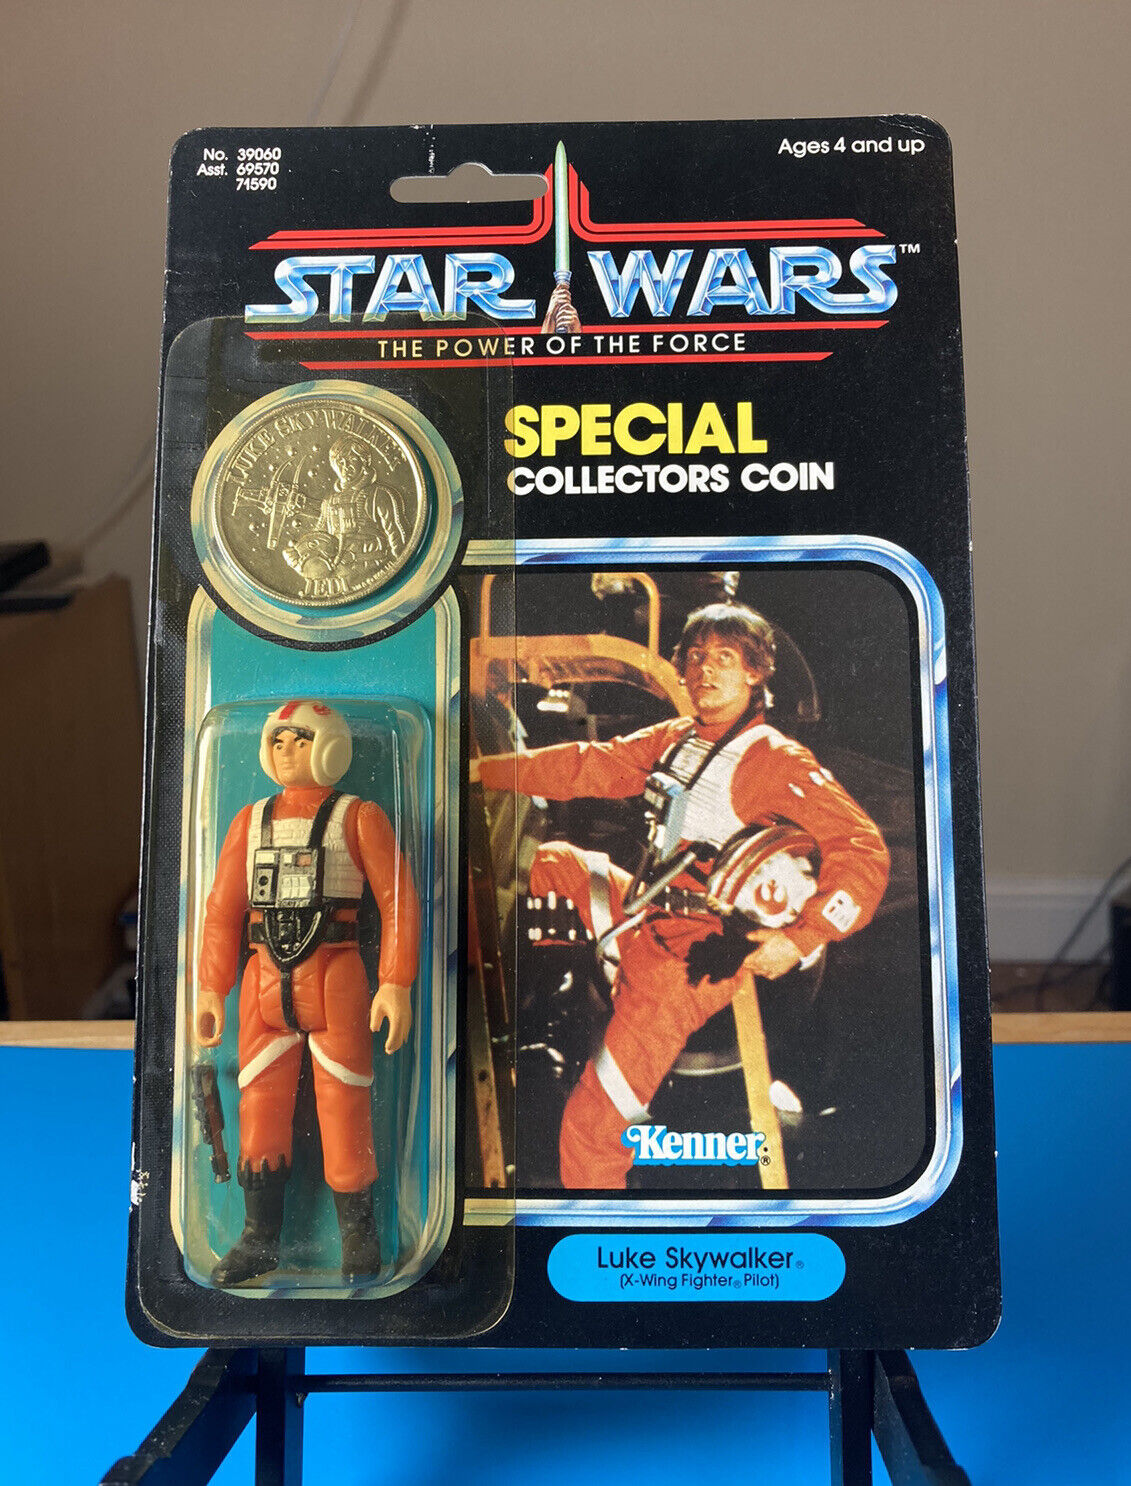 No. 39060
Asst. 69570
71590
Ages 4 and up
STAR WARS™
THE POWER OF THE FORCE
SPECIAL
COLLECTORS COIN
LUKE SKYWALKER
JEDI
Kenner®
Luke Skywalker®
(X-Wing Fighter® Pilot)